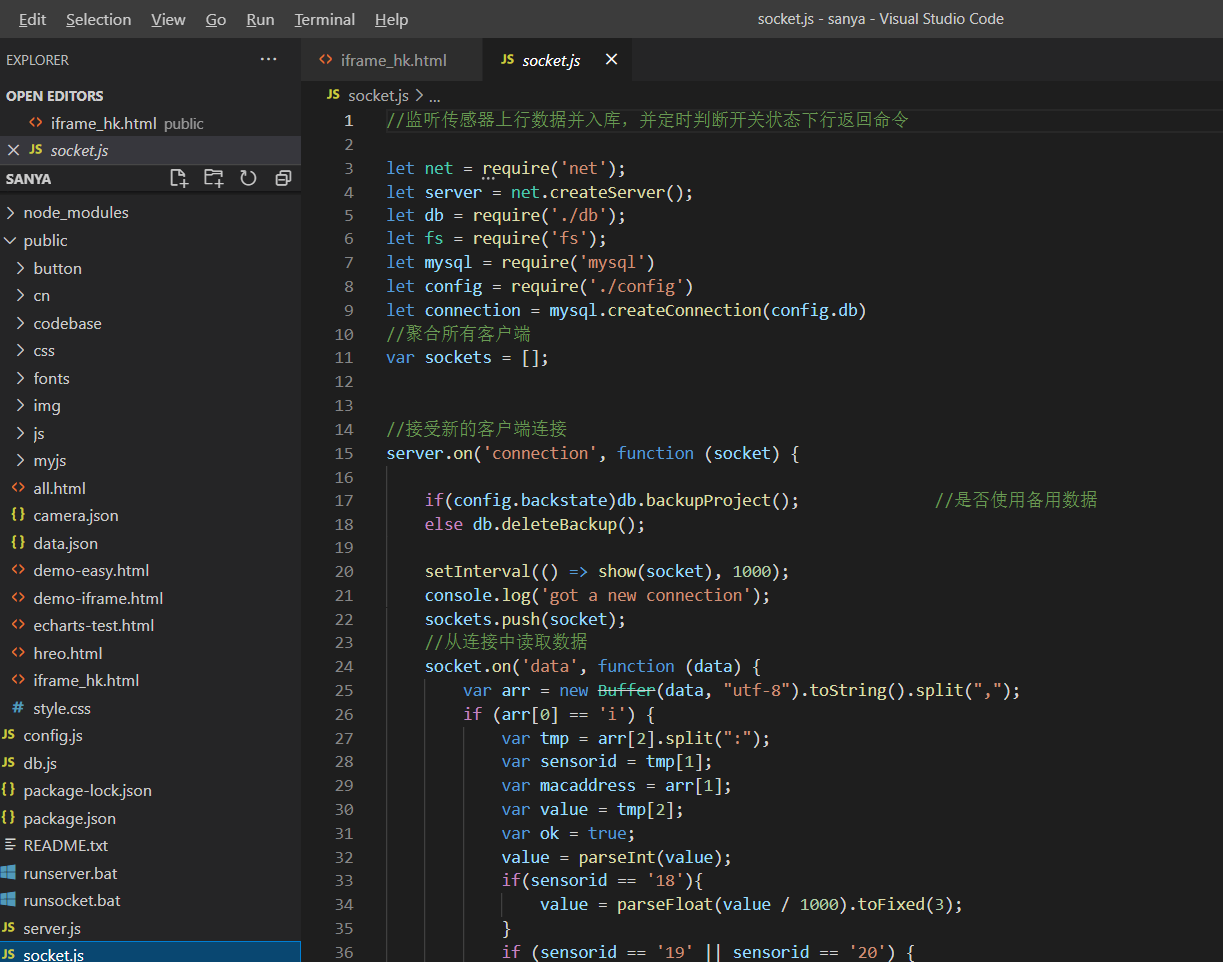 Edit Selection View Go Run Terminal Help socket.js - sanya - Visual Studio Code
EXPLORER ...
OPEN EDITORS
<> iframe_hk.html public
JS socket.js
SANYA
node_modules
public
button
cn
codebase
css
fonts
img
js
myjs
<> all.html
{} camera.json
{} data.json
<> demo-easy.html
<> demo-iframe.html
<> echarts-test.html
<> hreo.html
<> iframe_hk.html
# style.css
JS config.js
JS db.js
{} package-lock.json
{} package.json
README.txt
runserver.bat
runsocket.bat
JS server.js
JS socket.js
<> iframe_hk.html JS socket.js
JS socket.js > ...
1 //监听传感器上行数据并入库，并定时判断开关状态下行返回命令
2
3 let net = require('net');
4 let server = net.createServer();
5 let db = require('./db');
6 let fs = require('fs');
7 let mysql = require('mysql')
8 let config = require('./config')
9 let connection = mysql.createConnection(config.db)
10 //聚合所有客户端
11 var sockets = [];
12
13
14 //接受新的客户端连接
15 server.on('connection', function (socket) {
16
17 if(config.backstate)db.backupProject(); //是否使用备用数据
18 else db.deleteBackup();
19
20 setInterval(() => show(socket), 1000);
21 console.log('got a new connection');
22 sockets.push(socket);
23 //从连接中读取数据
24 socket.on('data', function (data) {
25 var arr = new Buffer(data, "utf-8").toString().split(",");
26 if (arr[0] == 'i') {
27 var tmp = arr[2].split(":");
28 var sensorid = tmp[1];
29 var macaddress = arr[1];
30 var value = tmp[2];
31 var ok = true;
32 value = parseInt(value);
33 if(sensorid == '18'){
34 value = parseFloat(value / 1000).toFixed(3);
35 }
36 if (sensorid == '19' || sensorid == '20') {